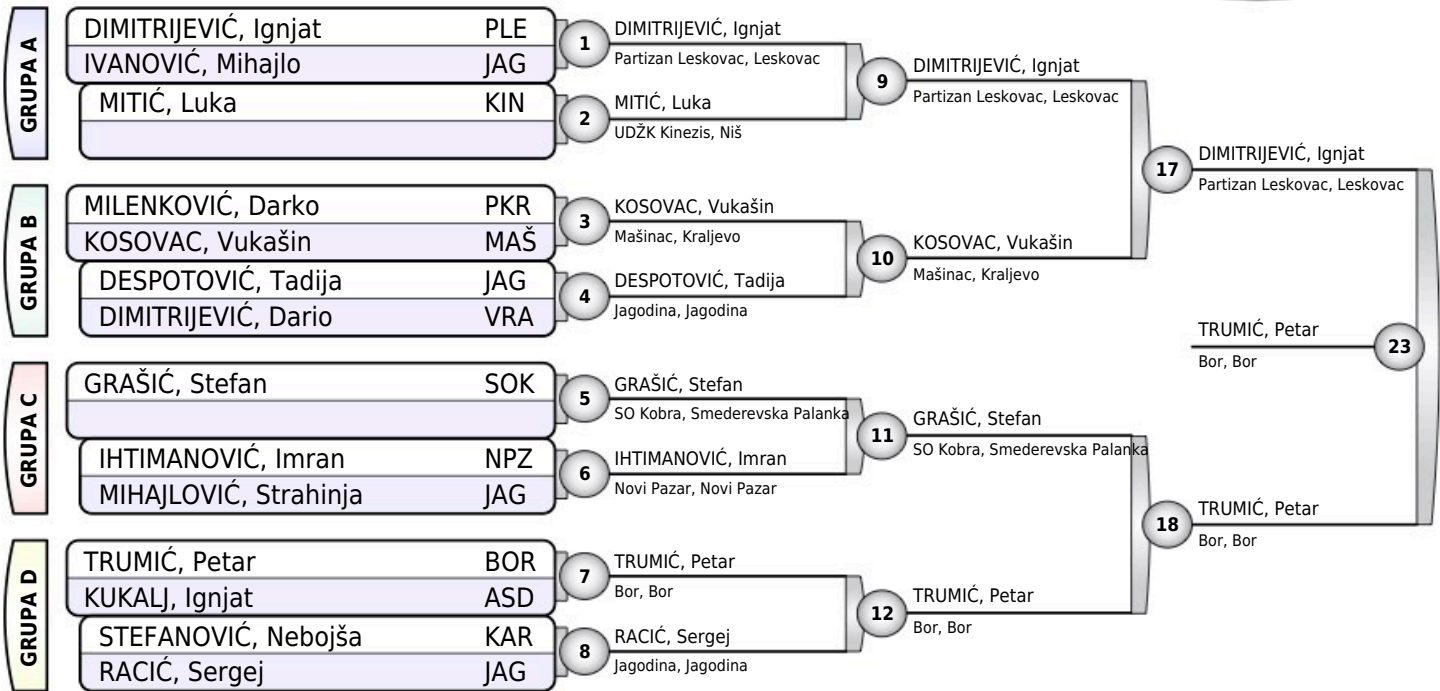 GRUPA A
DIMITRIJEVIĆ, Ignjat PLE
IVANOVIĆ, Mihajlo JAG
MITIĆ, Luka KIN
GRUPA B
MILENKOVIĆ, Darko PKR
KOSOVAC, Vukašin MAŠ
DESPOTOVIĆ, Tadija JAG
DIMITRIJEVIĆ, Dario VRA
GRUPA C
GRAŠIĆ, Stefan SOK
IHTIMANOVIĆ, Imran NPZ
MIHAJLOVIĆ, Strahinja JAG
GRUPA D
TRUMIĆ, Petar BOR
KUKALJ, Ignjat ASD
STEFANOVIĆ, Nebojša KAR
RACIĆ, Sergej JAG
1
DIMITRIJEVIĆ, Ignjat
Partizan Leskovac, Leskovac
2
MITIĆ, Luka
UDŽK Kinezis, Niš
3
KOSOVAC, Vukašin
Mašinac, Kraljevo
4
DESPOTOVIĆ, Tadija
Jagodina, Jagodina
5
GRAŠIĆ, Stefan
SO Kobra, Smederevska Palanka
6
IHTIMANOVIĆ, Imran
Novi Pazar, Novi Pazar
7
TRUMIĆ, Petar
Bor, Bor
8
RACIĆ, Sergej
Jagodina, Jagodina
9
DIMITRIJEVIĆ, Ignjat
Partizan Leskovac, Leskovac
10
KOSOVAC, Vukašin
Mašinac, Kraljevo
11
GRAŠIĆ, Stefan
SO Kobra, Smederevska Palanka
12
TRUMIĆ, Petar
Bor, Bor
17
DIMITRIJEVIĆ, Ignjat
Partizan Leskovac, Leskovac
18
TRUMIĆ, Petar
Bor, Bor
TRUMIĆ, Petar
Bor, Bor
23